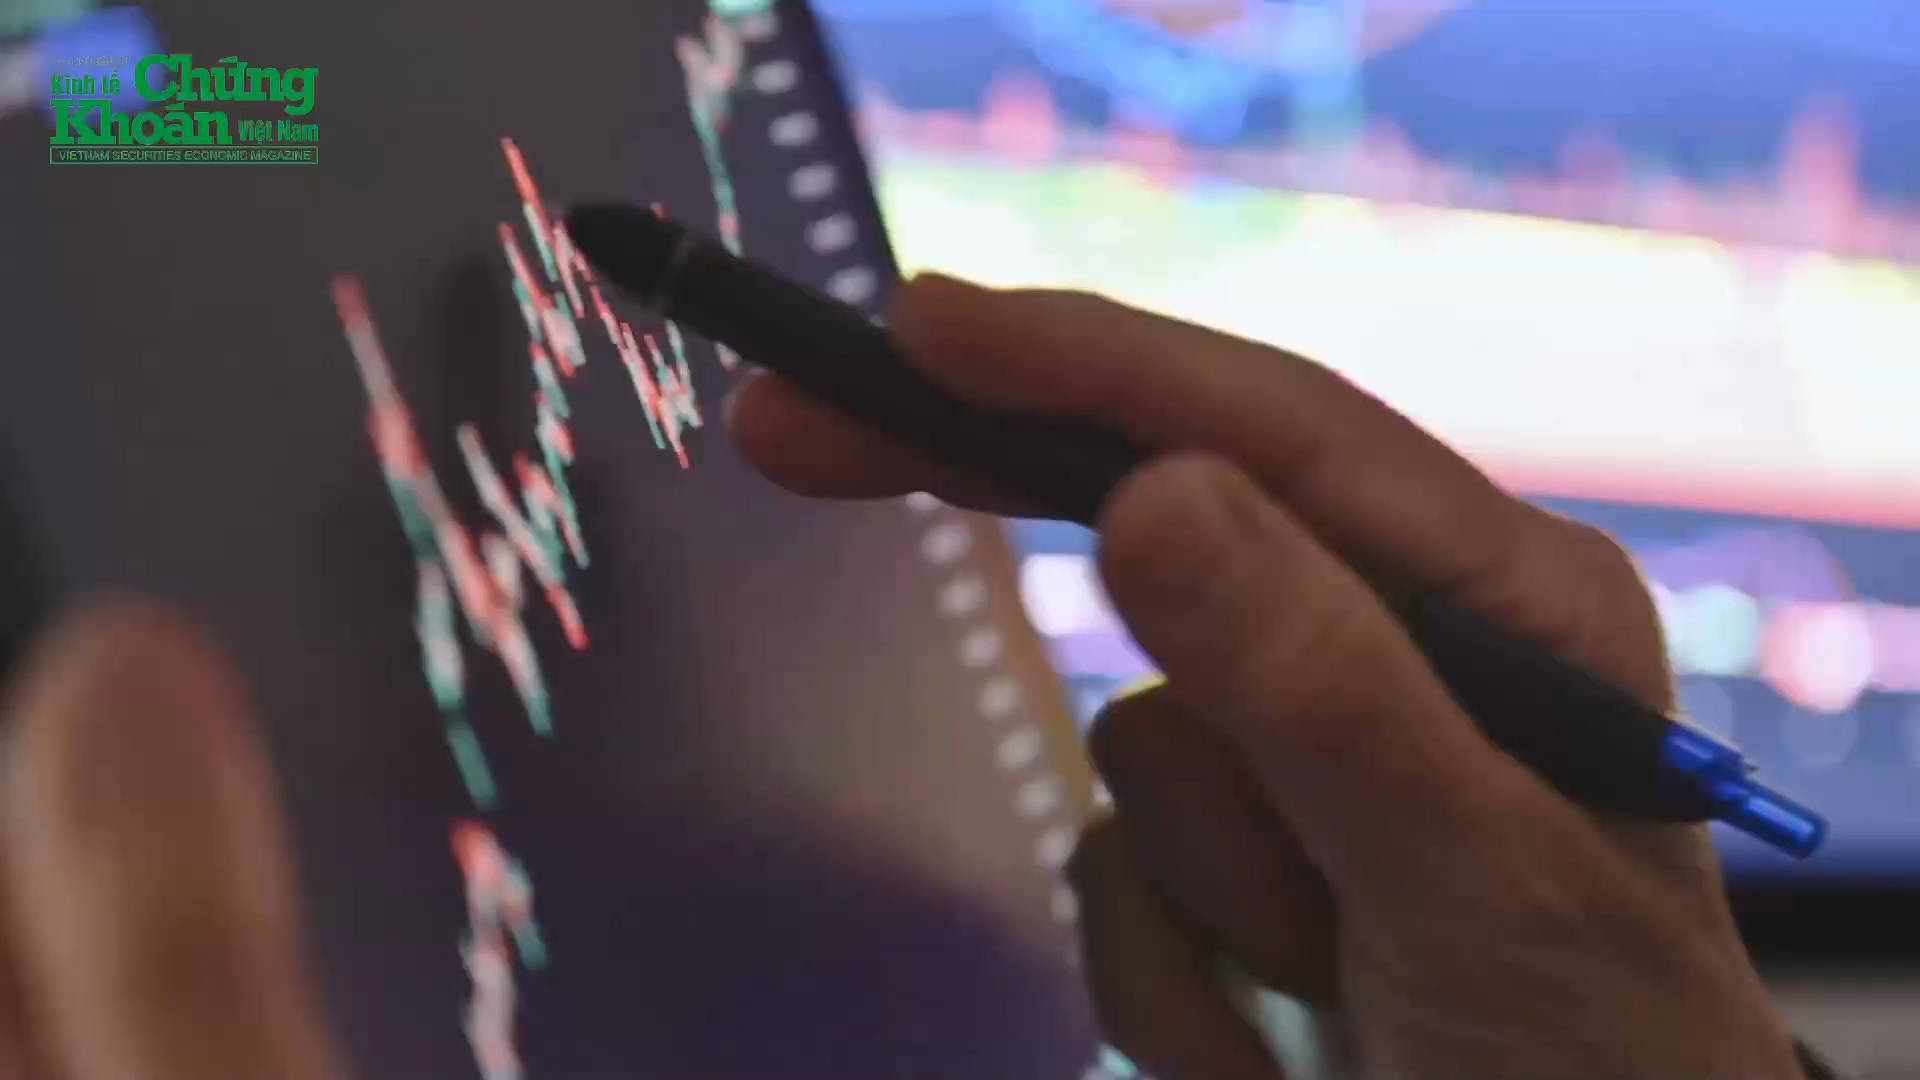 Kinh tế Chứng
Khoán Việt Nam
VIETNAM SECURITIES ECONOMIC MAGAZINE